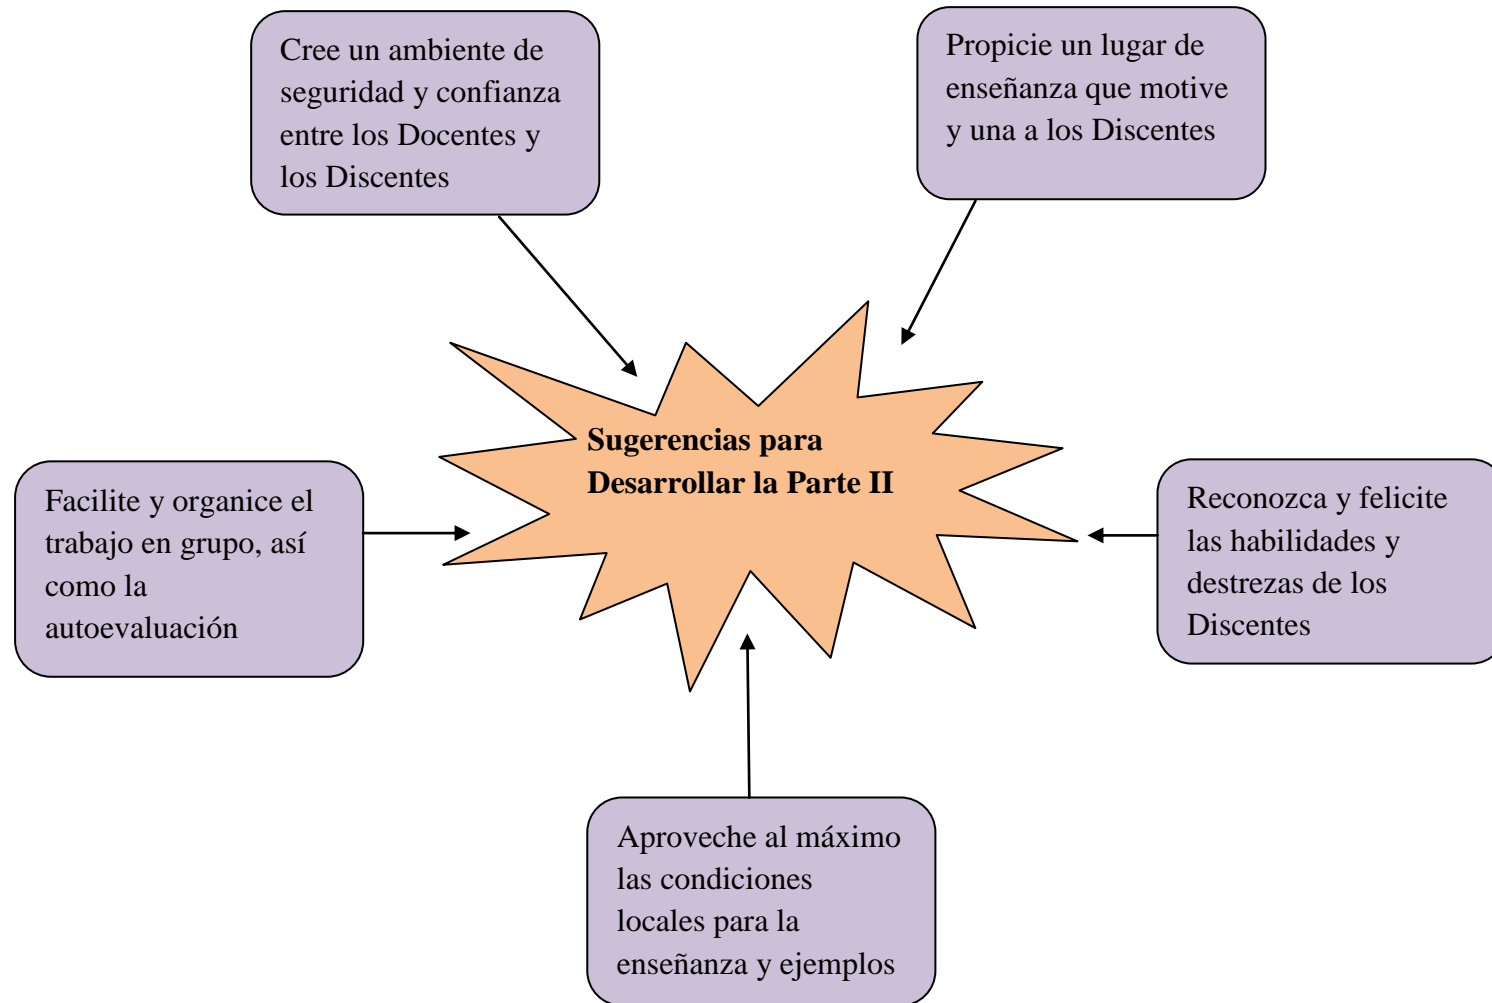 Cree un ambiente de
seguridad y confianza
entre los Docentes y
los Discentes
Propicie un lugar de
enseñanza que motive
y una a los Discentes
Sugerencias para
Desarrollar la Parte II
Facilite y organice el
trabajo en grupo, así
como la
autoevaluación
Reconozca y felicite
las habilidades y
destrezas de los
Discentes
Aproveche al máximo
las condiciones
locales para la
enseñanza y ejemplos